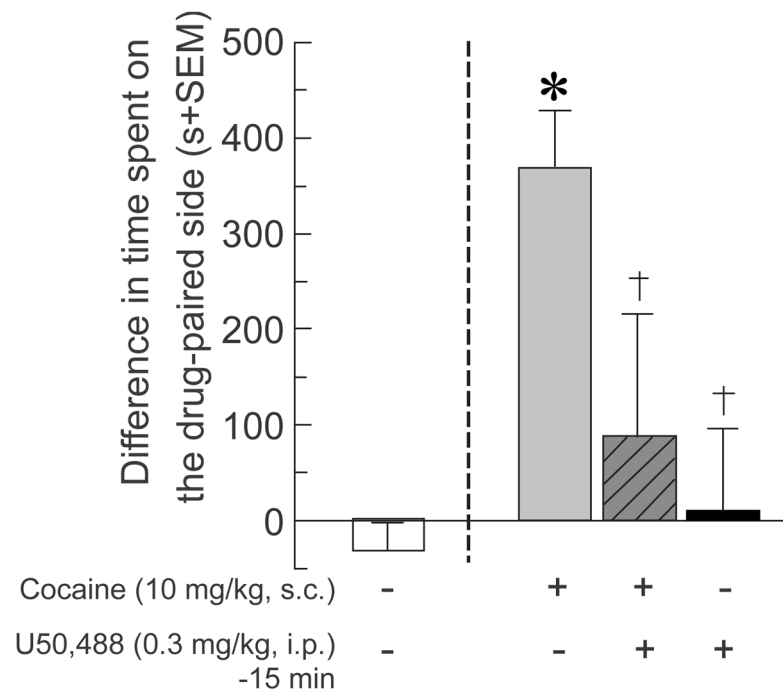 Difference in time spent on
the drug-paired side (s+SEM)
500
400
300
200
100
0
*
†
†
Cocaine (10 mg/kg, s.c.) - + + -
U50,488 (0.3 mg/kg, i.p.) - - + +
-15 min